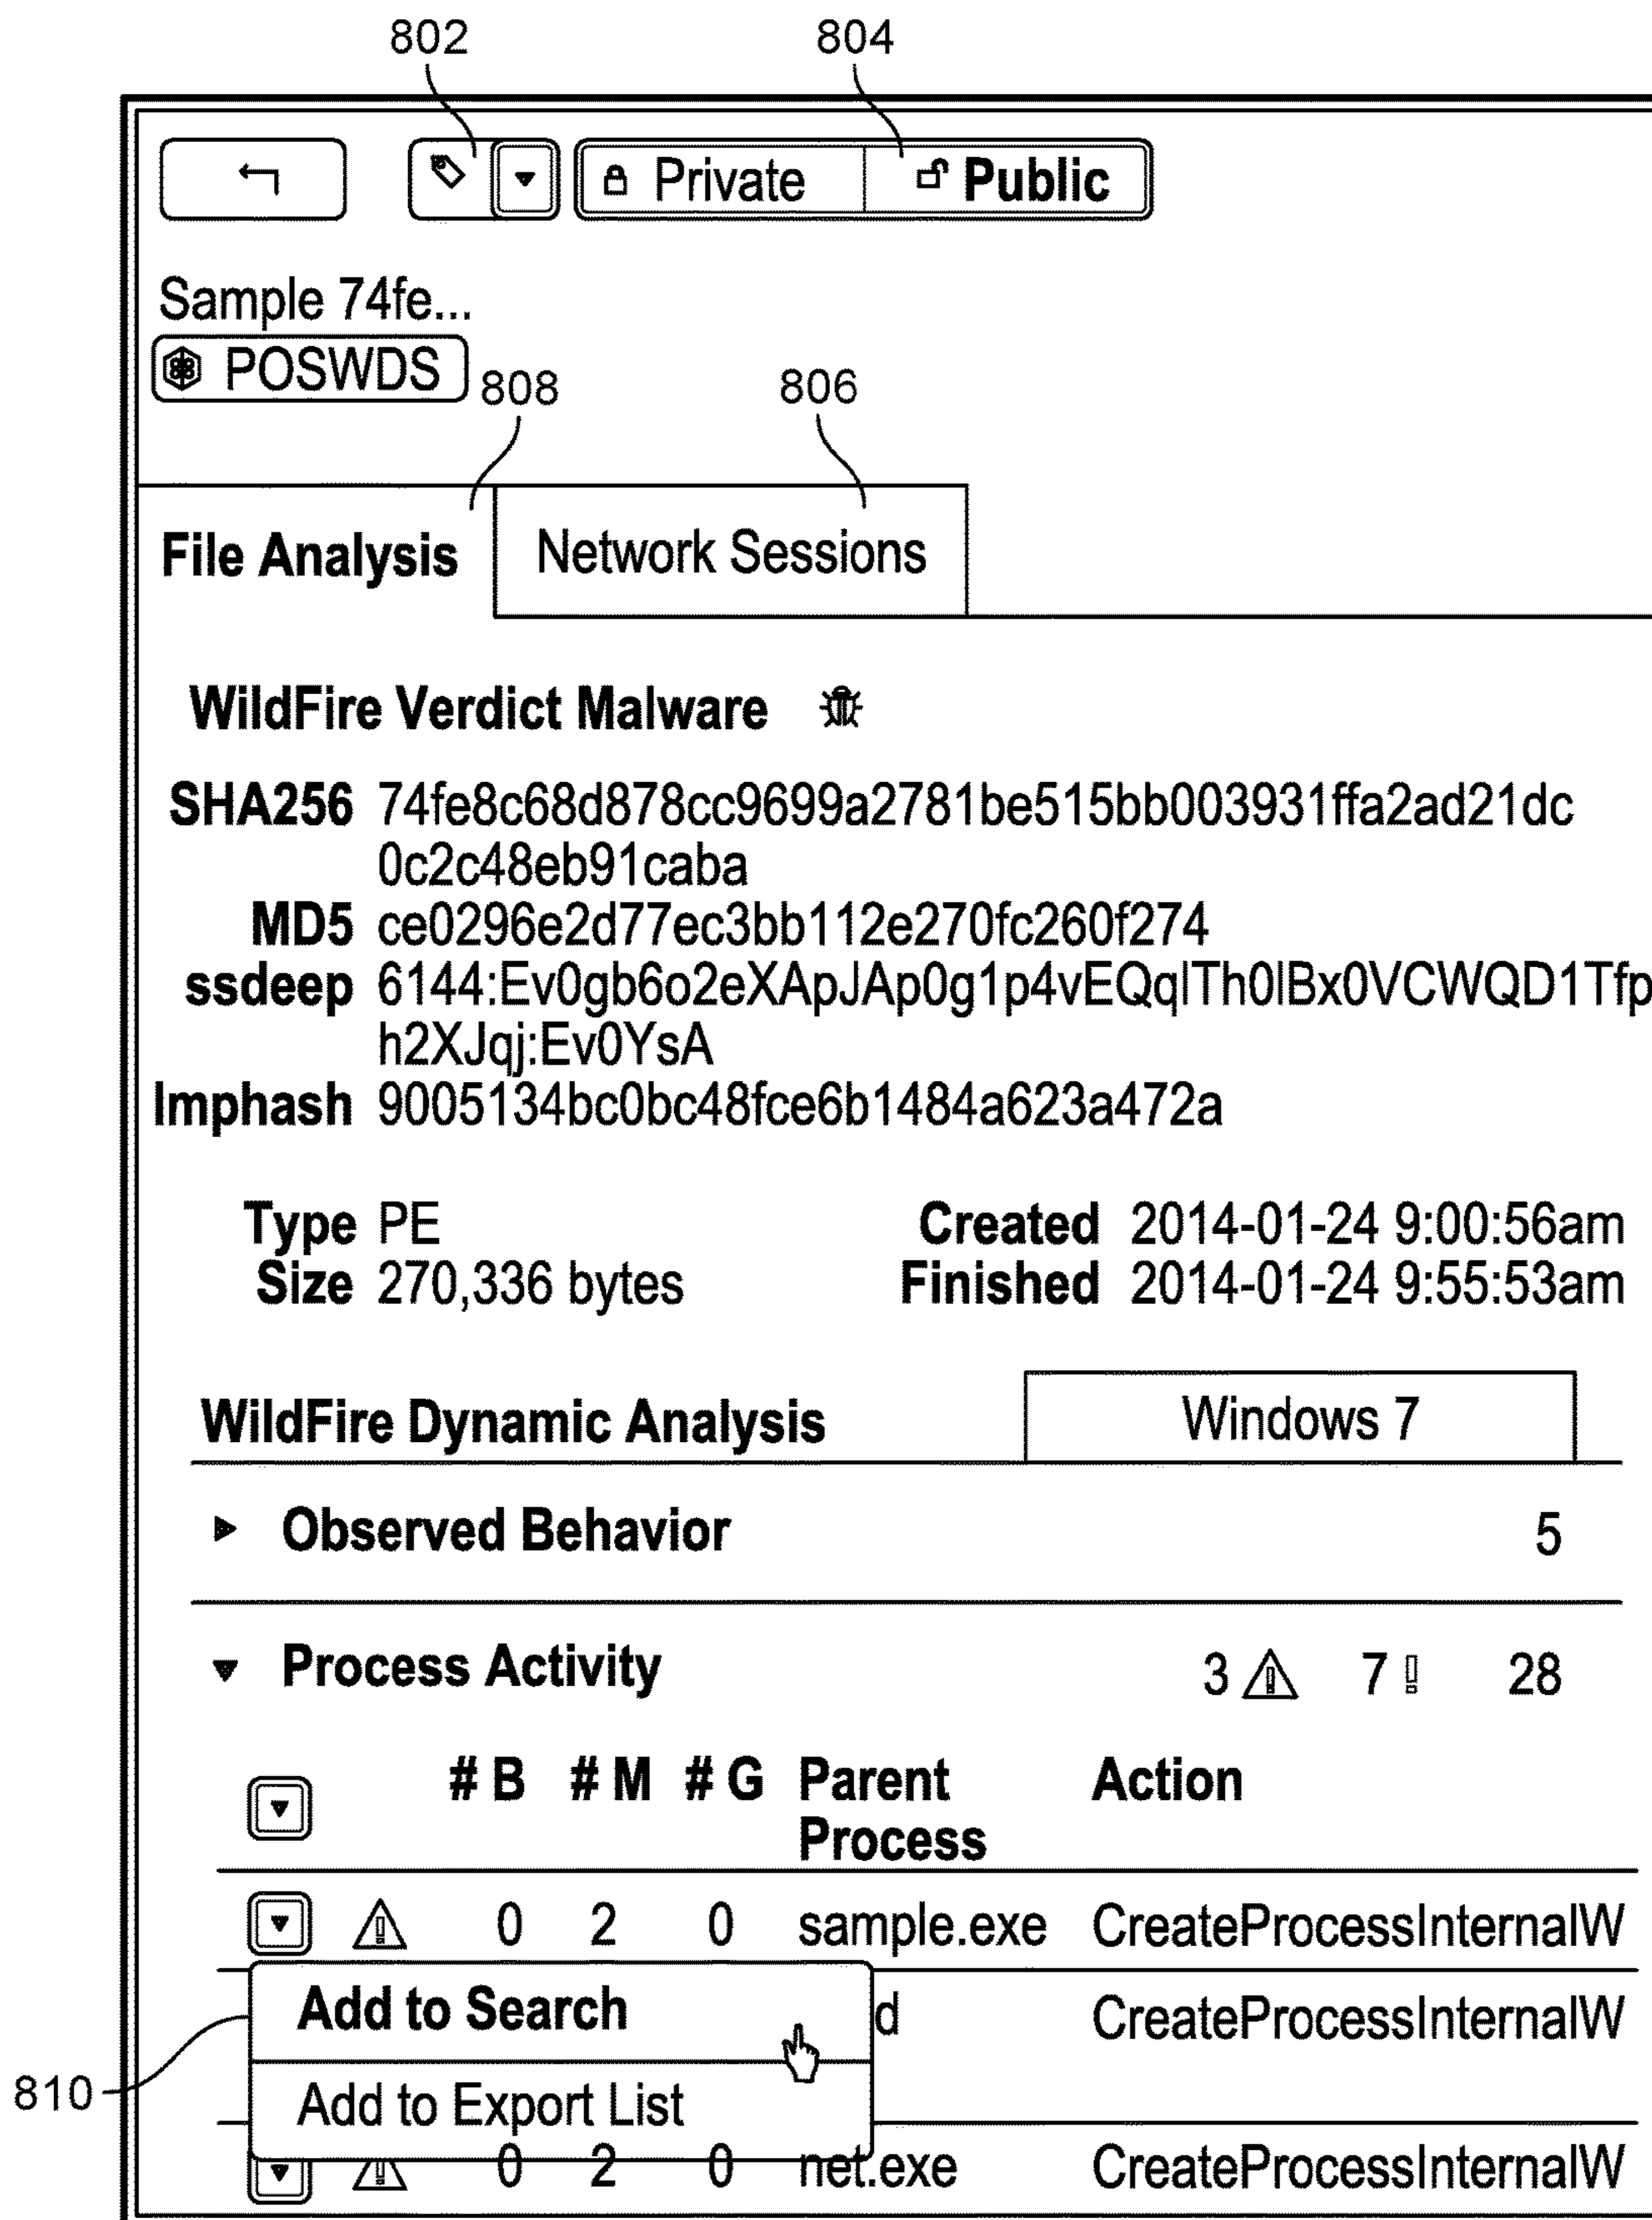 802 804
Private Public
Sample 74fe...
POSWDS
808 806
File Analysis Network Sessions
WildFire Verdict Malware
SHA256 74fe8c68d878cc9699a2781be515bb003931ffa2ad21dc
0c2c48eb91caba
MD5 ce0296e2d77ec3bb112e270fc260f274
ssdeep 6144:Ev0gb6o2eXApJAp0g1p4vEQqlTh0lBx0VCWQD1Tfp
h2XJqj:Ev0YsA
Imphash 9005134bc0bc48fce6b1484a623a472a
Type PE Created 2014-01-24 9:00:56am
Size 270,336 bytes Finished 2014-01-24 9:55:53am
WildFire Dynamic Analysis Windows 7
Observed Behavior 5
Process Activity 3 7 28
# B # M # G Parent Action
Process
0 2 0 sample.exe CreateProcessInternalW
Add to Search d CreateProcessInternalW
810 Add to Export List
0 2 0 net.exe CreateProcessInternalW